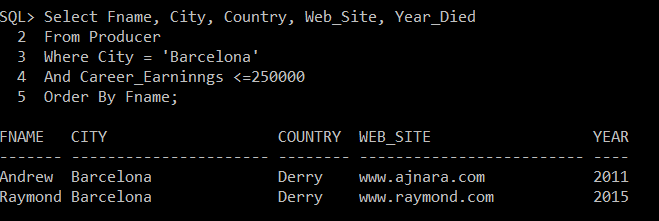 SQL> Select Fname, City, Country, Web_Site, Year_Died
2 From Producer
3 Where City = 'Barcelona'
4 And Career_Earinngs <=250000
5 Order By Fname;
FNAME CITY COUNTRY WEB_SITE YEAR
------- ---------------------- -------- ------------------------- ----
Andrew Barcelona Derry www.ajnara.com 2011
Raymond Barcelona Derry www.raymond.com 2015